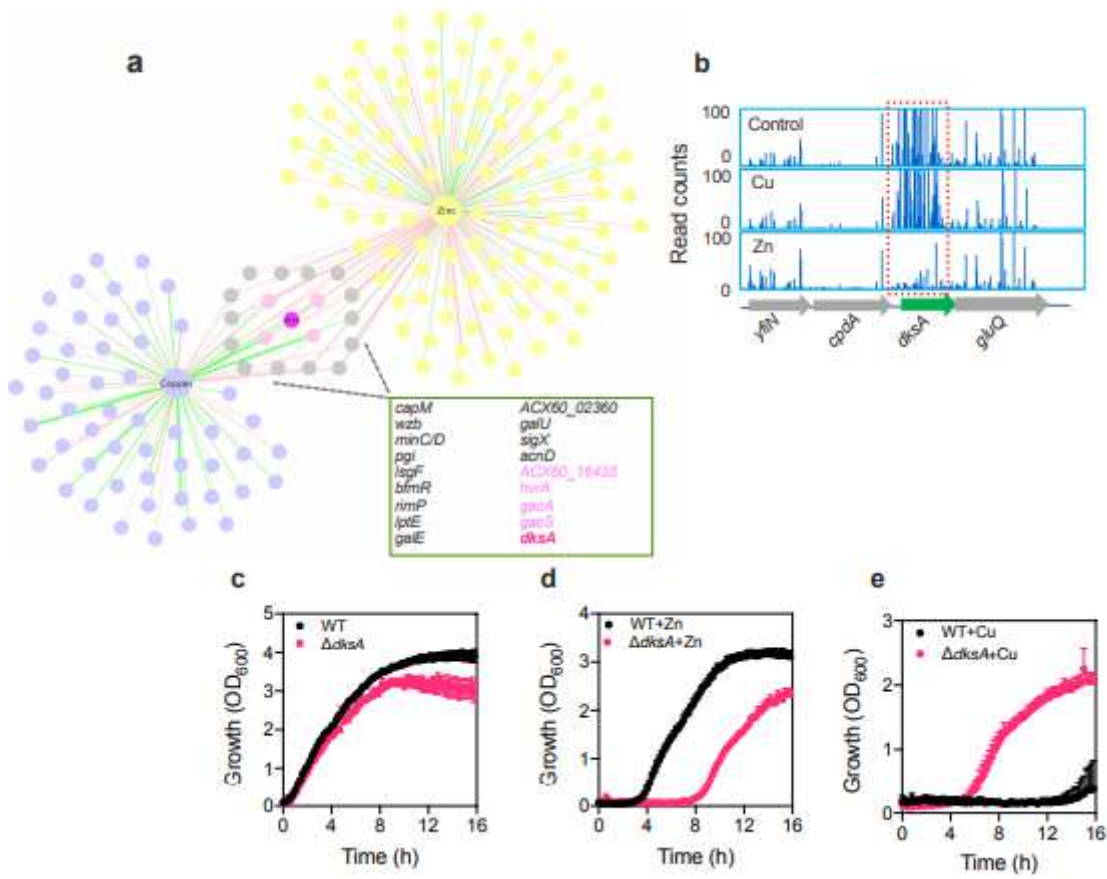 a
Zinc
Copper
capM ACX60_02360
wzb galU
minC/D sigX
pgi acnD
lsgF
bfmR hvrA
rimP gacA
lptE gacS
galE dksA
b
Read counts
100
0
Control
100
0
Cu
100
0
Zn
yfiN
cpdA
dksA
gluQ
c
Growth (OD600)
5
4
3
2
1
0
WT
ΔdksA
0 4 8 12 16
Time (h)
d
Growth (OD600)
4
3
2
1
0
WT+Zn
ΔdksA+Zn
0 4 8 12 16
Time (h)
e
Growth (OD600)
3
2
1
0
WT+Cu
ΔdksA+Cu
0 4 8 12 16
Time (h)